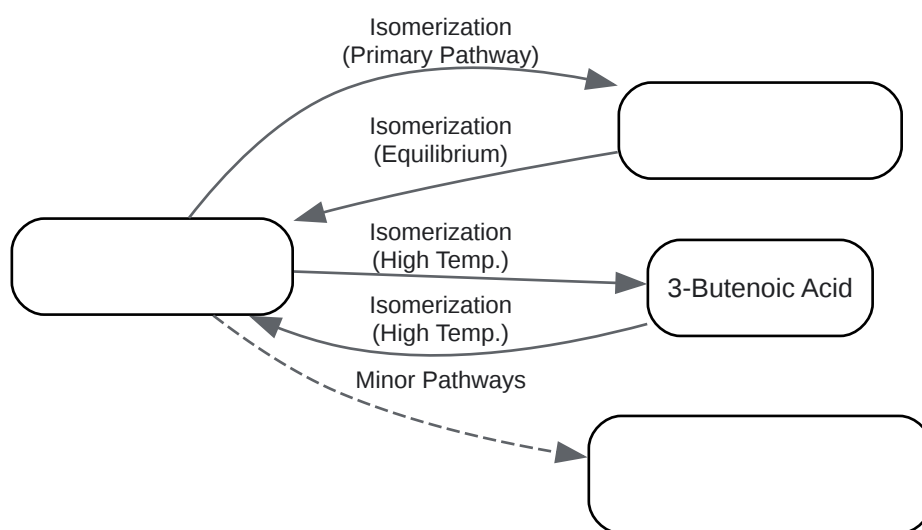 Isomerization
(Primary Pathway)
Isomerization
(Equilibrium)
Isomerization
(High Temp.)
3-Butenoic Acid
Isomerization
(High Temp.)
Minor Pathways